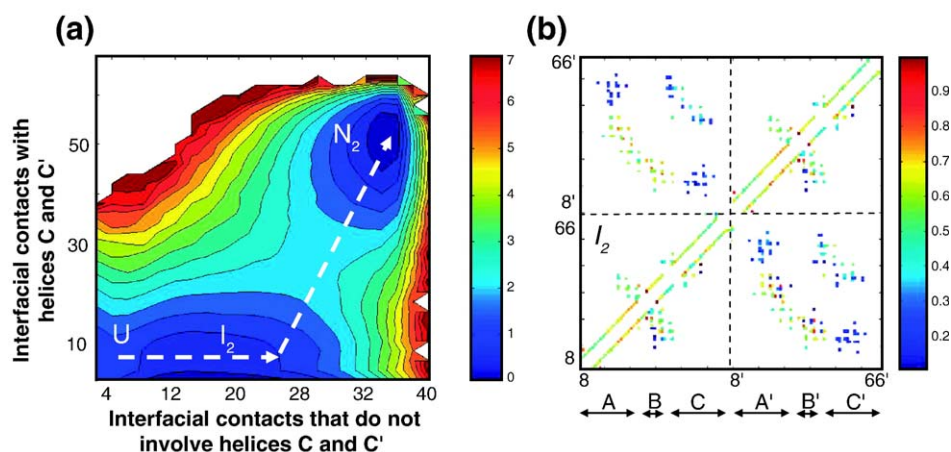 (a)
Interfacial contacts with
helices C and C'
50
30
10
N2
U
I2
4 12 16 20 28 32 36 40
Interfacial contacts that do not
involve helices C and C'
7
6
5
4
3
2
1
0
(b)
66'
8'
66
I2
8
8 8' 66'
A B C A' B' C'
0.9
0.8
0.7
0.6
0.5
0.4
0.3
0.2